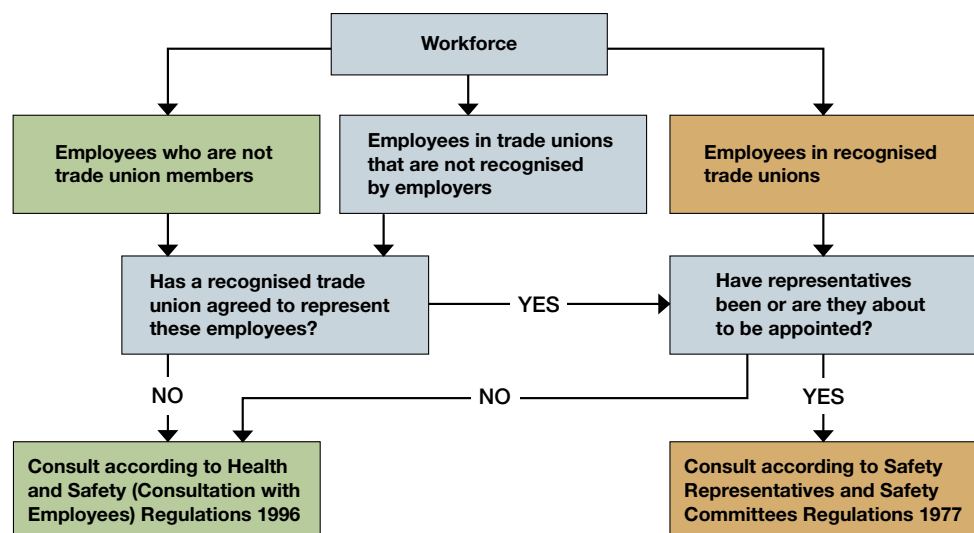 Workforce
Employees who are not
trade union members
Employees in trade unions
that are not recognised
by employers
Employees in recognised
trade unions
Has a recognised trade
union agreed to represent
these employees?
YES
Have representatives
been or are they about
to be appointed?
NO
NO
YES
Consult according to Health
and Safety (Consultation with
Employees) Regulations 1996
Consult according to Safety
Representatives and Safety
Committees Regulations 1977